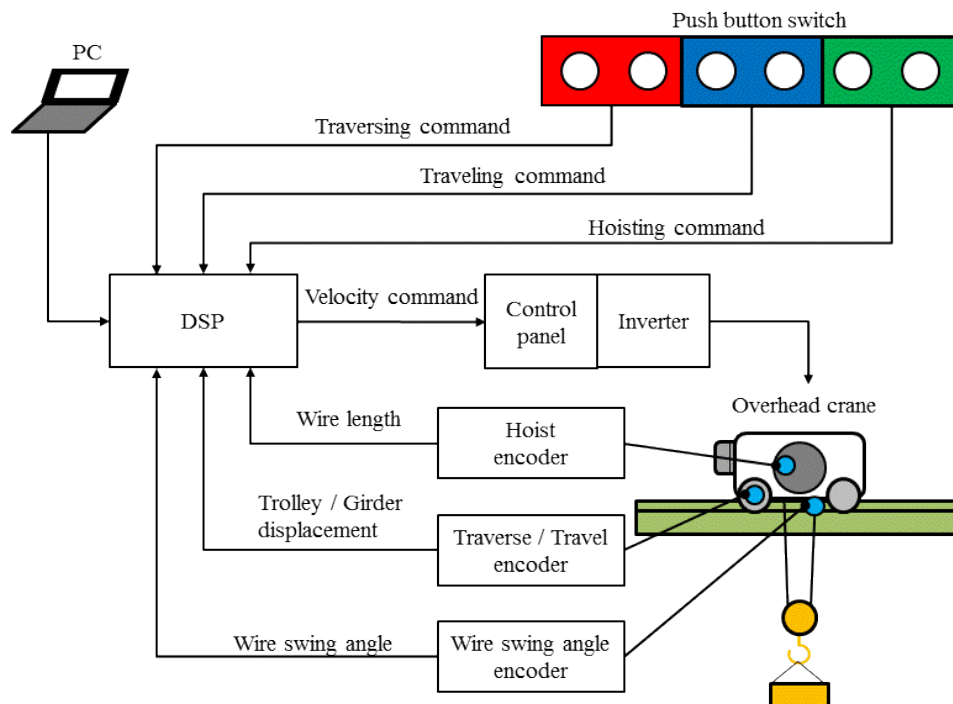 Push button switch
PC
Traversing command
Traveling command
Hoisting command
Velocity command
DSP
Control
panel
Inverter
Overhead crane
Wire length
Hoist
encoder
Trolley / Girder
displacement
Traverse / Travel
encoder
Wire swing angle
Wire swing angle
encoder